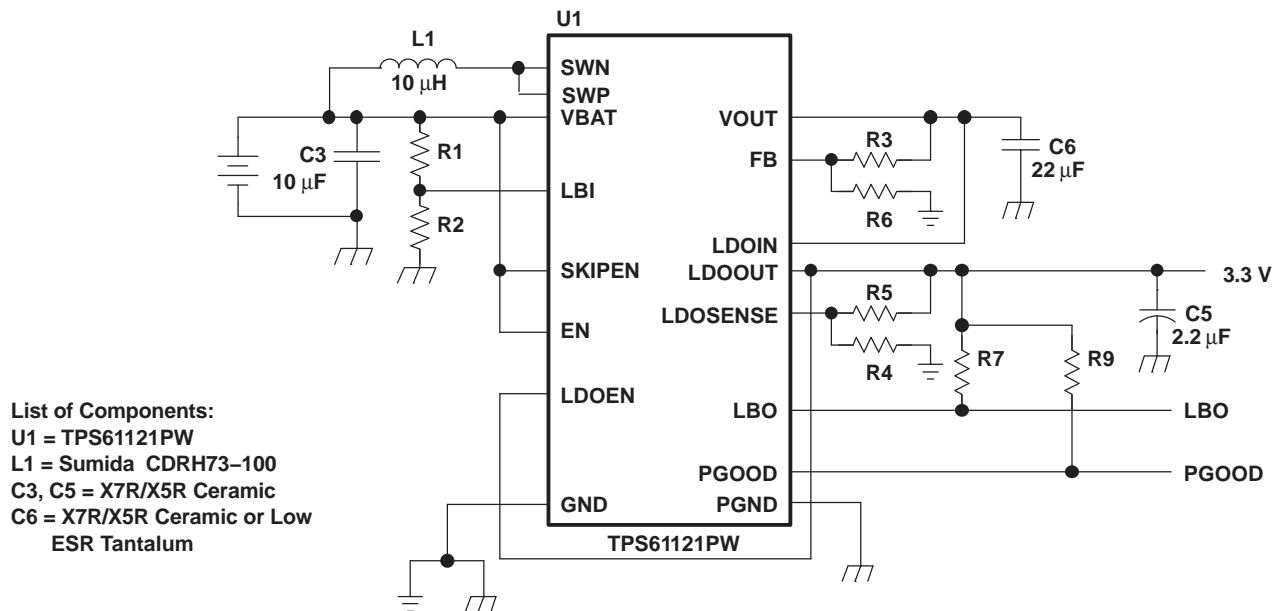 U1
L1
10 μH
SWN
SWP
VBAT
VOUT
R3
C6
22 μF
C3
10 μF
R1
FB
LBI
R6
R2
LDOIN
SKIPEN
LDOOUT
3.3 V
R5
LDOSENSE
C5
2.2 μF
EN
R4
R7
R9
LDOEN
LBO
LBO
List of Components:
U1 = TPS61121PW
L1 = Sumida CDRH73–100
C3, C5 = X7R/X5R Ceramic
C6 = X7R/X5R Ceramic or Low
ESR Tantalum
PGOOD
PGOOD
GND
PGND
TPS61121PW